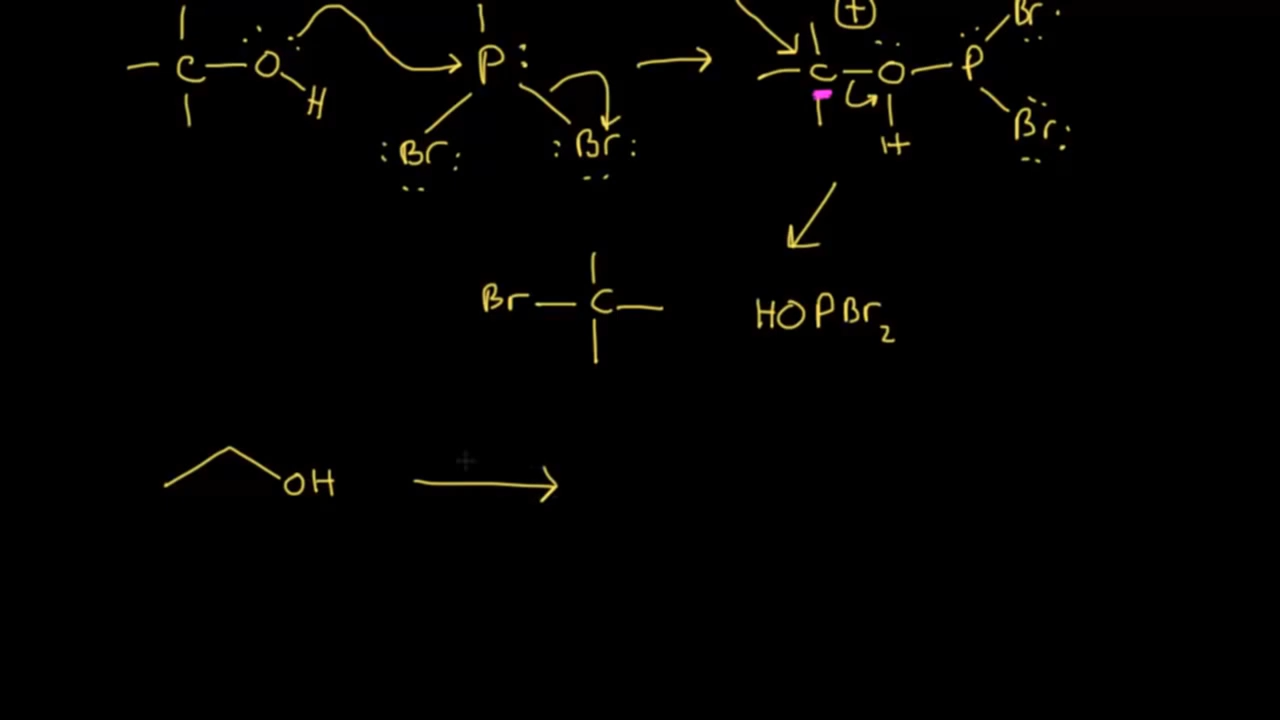 C O H P : : Br : : Br : + C O H P Br Br :
Br C HOPBr2
OH